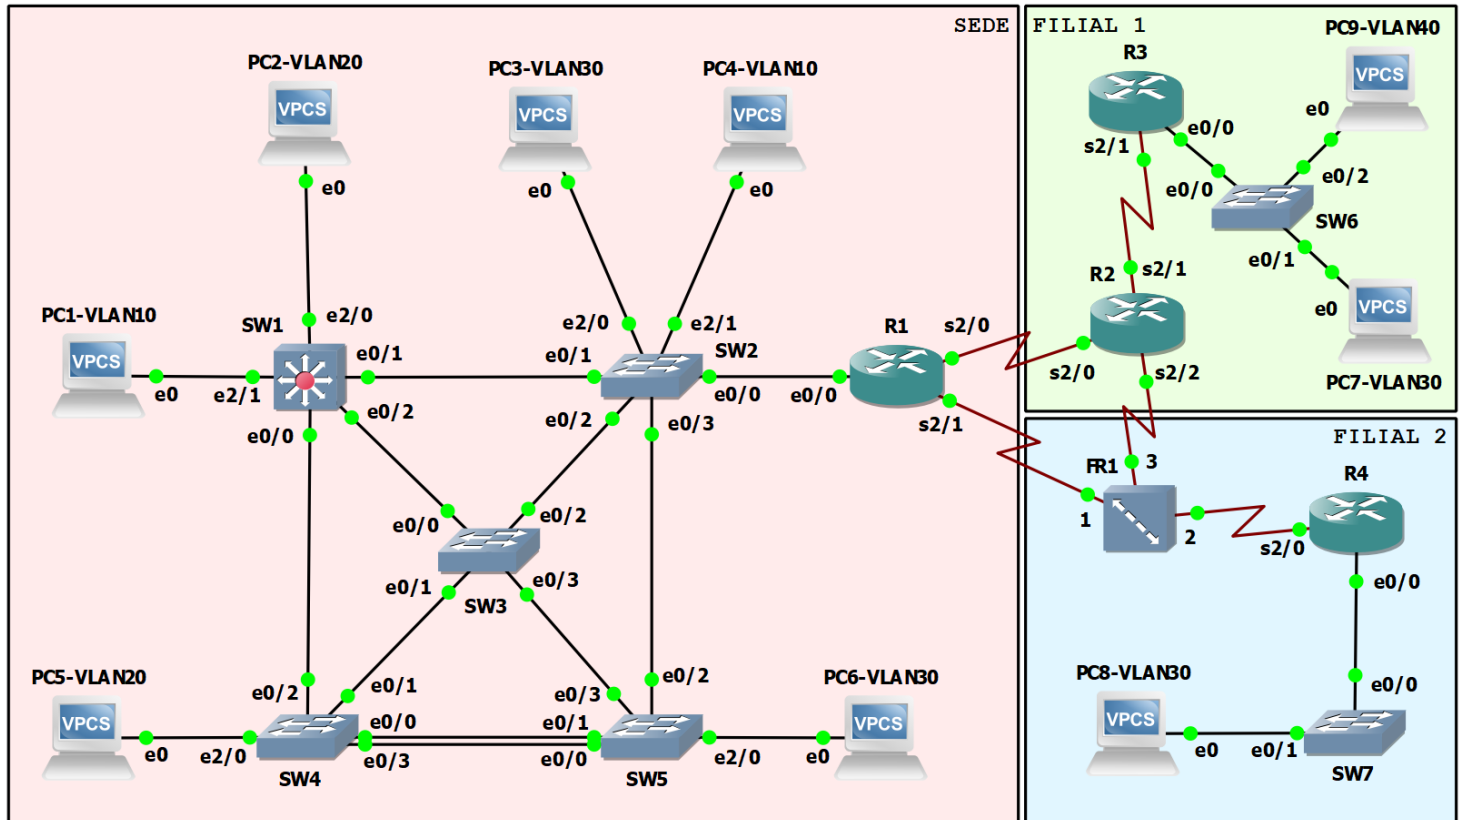 SEDE
FILIAL 1
PC9-VLAN40
R3
PC2-VLAN20
PC3-VLAN30
PC4-VLAN10
VPCS
VPCS
VPCS
VPCS
e0
e0/0
s2/1
e0
e0
e0
e0/0
e0/2
SW6
e0/1
s2/1
R2
e0
VPCS
PC1-VLAN10
SW1
e2/0
e2/0
e2/1
R1
s2/0
VPCS
e0/1
e0/1
SW2
e0
e2/1
e0/0
e0/0
s2/0
s2/2
PC7-VLAN30
e0/2
e0/2
e0/3
s2/1
e0/0
FILIAL 2
FR1
3
R4
1
2
s2/0
e0/0
e0/2
e0/1
e0/3
SW3
e0/0
PC5-VLAN20
e0/2
e0/1
e0/3
e0/2
PC6-VLAN30
PC8-VLAN30
e0/0
VPCS
e0/0
e0/1
VPCS
VPCS
e0
e2/0
e0/3
e0/0
e2/0
e0
e0
e0/1
SW4
SW5
SW7